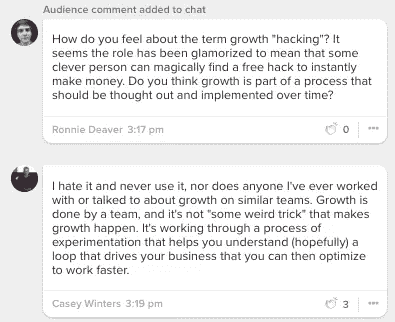 Audience comment added to chat
How do you feel about the term growth "hacking"? It
seems the role has been glamorized to mean that some
clever person can magically find a free hack to instantly
make money. Do you think growth is part of a process that
should be thought out and implemented over time?
Ronnie Deaver 3:17 pm
0
I hate it and never use it, nor does anyone I've ever worked
with or talked to about growth on similar teams. Growth is
done by a team, and it's not "some weird trick" that makes
growth happen. It's working through a process of
experimentation that helps you understand (hopefully) a
loop that drives your business that you can then optimize
to work faster.
Casey Winters 3:19 pm
3